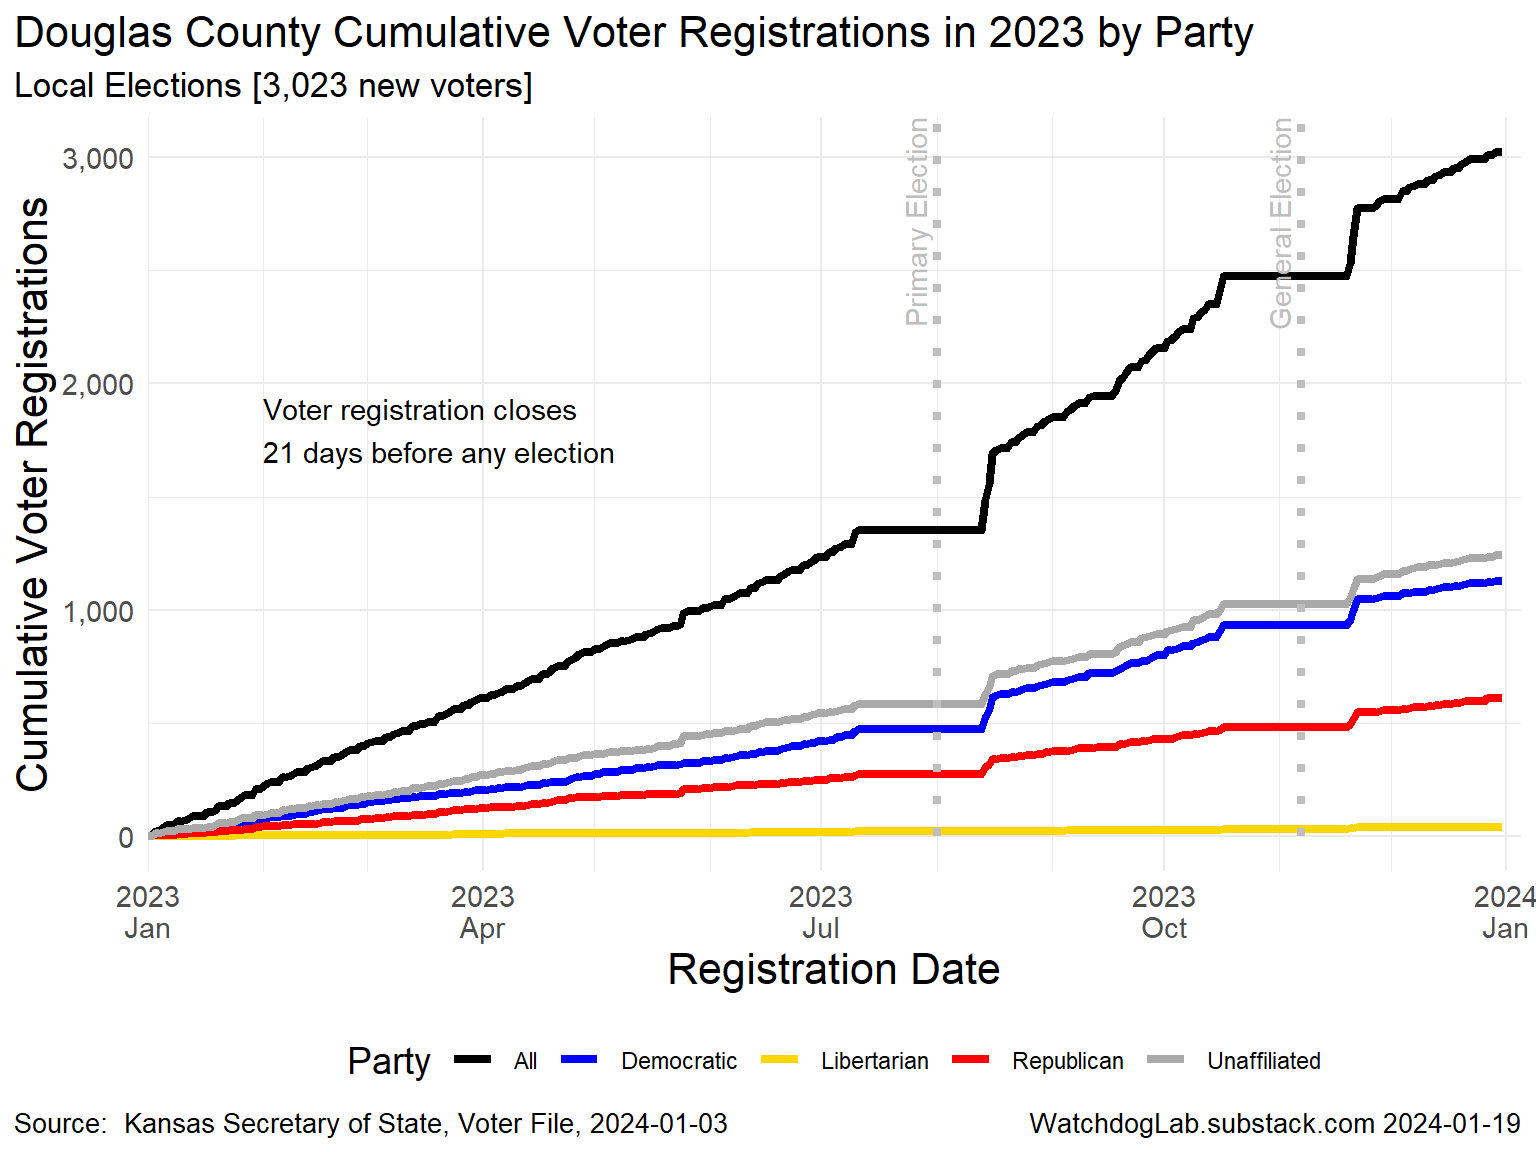 Douglas County Cumulative Voter Registrations in 2023 by Party
Local Elections [3,023 new voters]
Cumulative Voter Registrations
3,000
2,000
1,000
0
Primary Election
General Election
Voter registration closes
21 days before any election
2023 2023 2023 2023 2024
Jan Apr Jul Oct Jan
Registration Date
Party All Democratic Libertarian Republican Unaffiliated
Source:  Kansas Secretary of State, Voter File, 2024-01-03
WatchdogLab.substack.com 2024-01-19